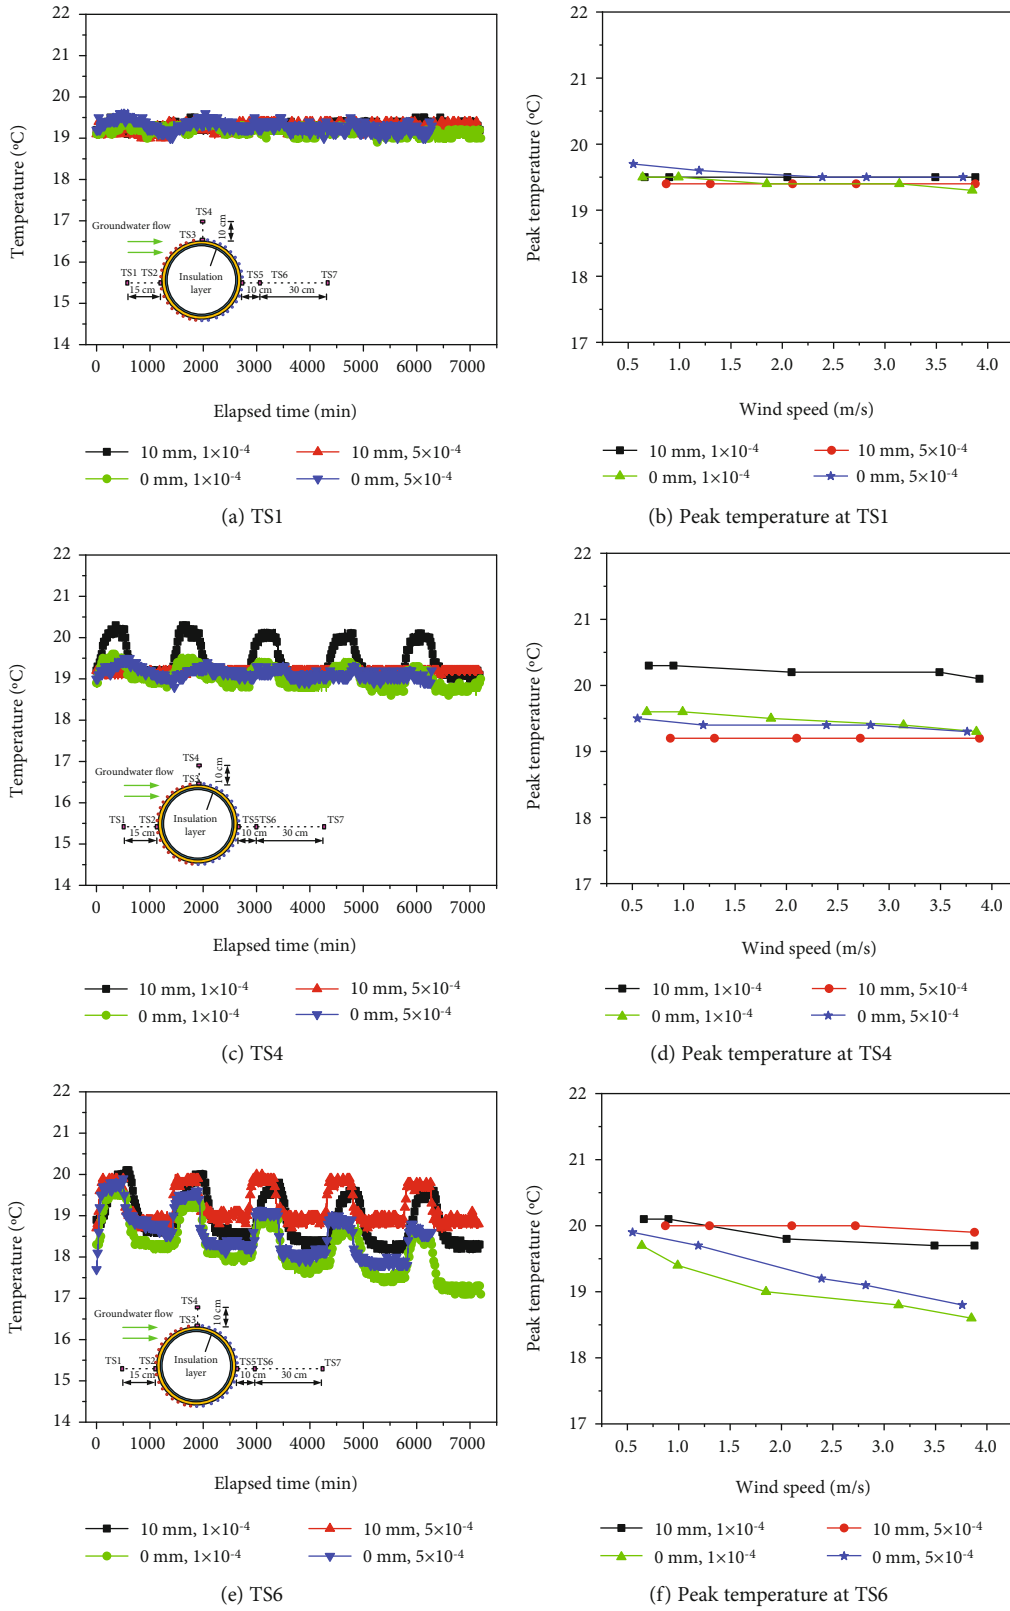 22
21
20
19
18
17
16
15
14
Temperature (°C)
TS4
Groundwater flow
TS3
10 cm
TS1 TS2
Insulation
layer
TS5 TS6
TS7
15 cm
10 cm
30 cm
0 1000 2000 3000 4000 5000 6000 7000
Elapsed time (min)
10 mm, 1×10-4
10 mm, 5×10-4
0 mm, 1×10-4
0 mm, 5×10-4
(a) TS1
22
21
20
19
18
17
Peak temperature (°C)
0.5 1.0 1.5 2.0 2.5 3.0 3.5 4.0
Wind speed (m/s)
10 mm, 1×10-4
10 mm, 5×10-4
0 mm, 1×10-4
0 mm, 5×10-4
(b) Peak temperature at TS1
22
21
20
19
18
17
16
15
14
Temperature (°C)
TS4
Groundwater flow
TS3
10 cm
TS1 TS2
Insulation
layer
TS5TS6
TS7
15 cm
10 cm
30 cm
0 1000 2000 3000 4000 5000 6000 7000
Elapsed time (min)
10 mm, 1×10-4
10 mm, 5×10-4
0 mm, 1×10-4
0 mm, 5×10-4
(c) TS4
22
21
20
19
18
17
Peak temperature (°C)
0.5 1.0 1.5 2.0 2.5 3.0 3.5 4.0
Wind speed (m/s)
10 mm, 1×10-4
10 mm, 5×10-4
0 mm, 1×10-4
0 mm, 5×10-4
(d) Peak temperature at TS4
22
21
20
19
18
17
16
15
14
Temperature (°C)
TS4
Groundwater flow
TS3
10 cm
TS1 TS2
Insulation
layer
TS5 TS6
TS7
15 cm
10 cm
30 cm
0 1000 2000 3000 4000 5000 6000 7000
Elapsed time (min)
10 mm, 1×10-4
10 mm, 5×10-4
0 mm, 1×10-4
0 mm, 5×10-4
(e) TS6
22
21
20
19
18
17
Peak temperature (°C)
0.5 1.0 1.5 2.0 2.5 3.0 3.5 4.0
Wind speed (m/s)
10 mm, 1×10-4
10 mm, 5×10-4
0 mm, 1×10-4
0 mm, 5×10-4
(f) Peak temperature at TS6